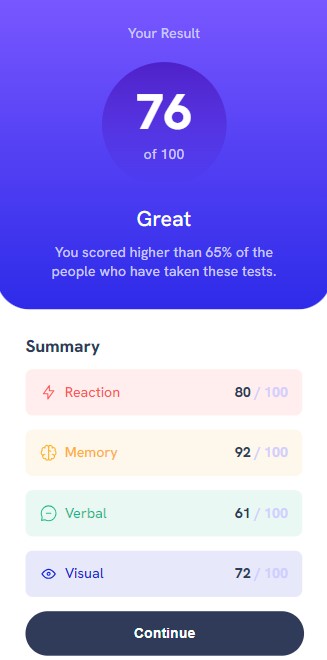 Your Result
76
of 100
Great
You scored higher than 65% of the
people who have taken these tests.
Summary
Reaction 80 / 100
Memory 92 / 100
Verbal 61 / 100
Visual 72 / 100
Continue